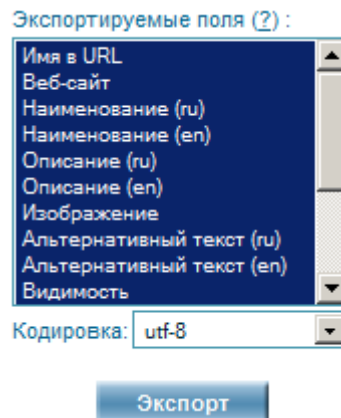 Экспортируемые поля (?) :
Имя в URL
Веб-сайт
Наименование (ru)
Наименование (en)
Описание (ru)
Описание (en)
Изображение
Альтернативный текст (ru)
Альтернативный текст (en)
Видимость
Кодировка: utf-8
Экспорт